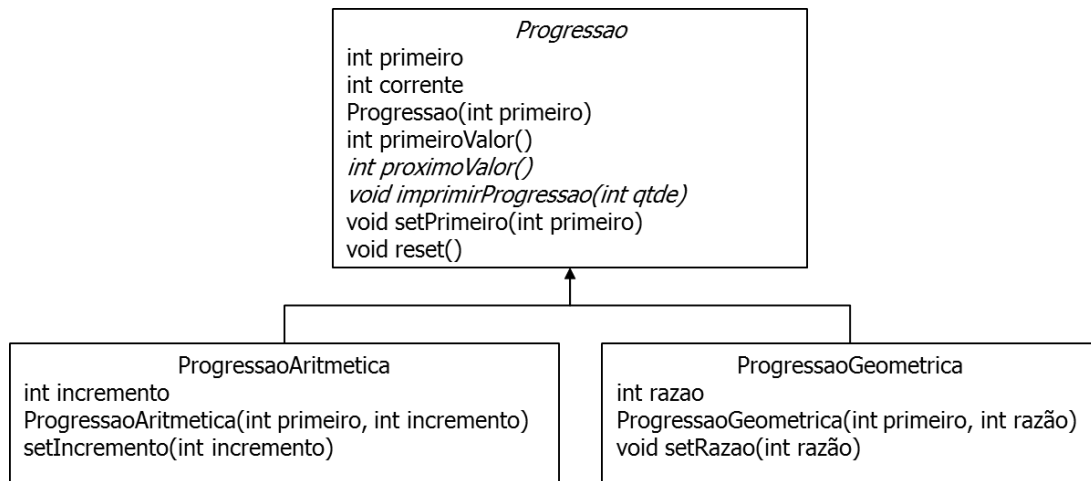 Progressao
int primeiro
int corrente
Progressao(int primeiro)
int primeiroValor()
int proximoValor()
void imprimirProgressao(int qtde)
void setPrimeiro(int primeiro)
void reset()
ProgressaoAritmetica
int incremento
ProgressaoAritmetica(int primeiro, int incremento)
setIncremento(int incremento)
ProgressaoGeometrica
int razao
ProgressaoGeometrica(int primeiro, int razão)
void setRazao(int razão)